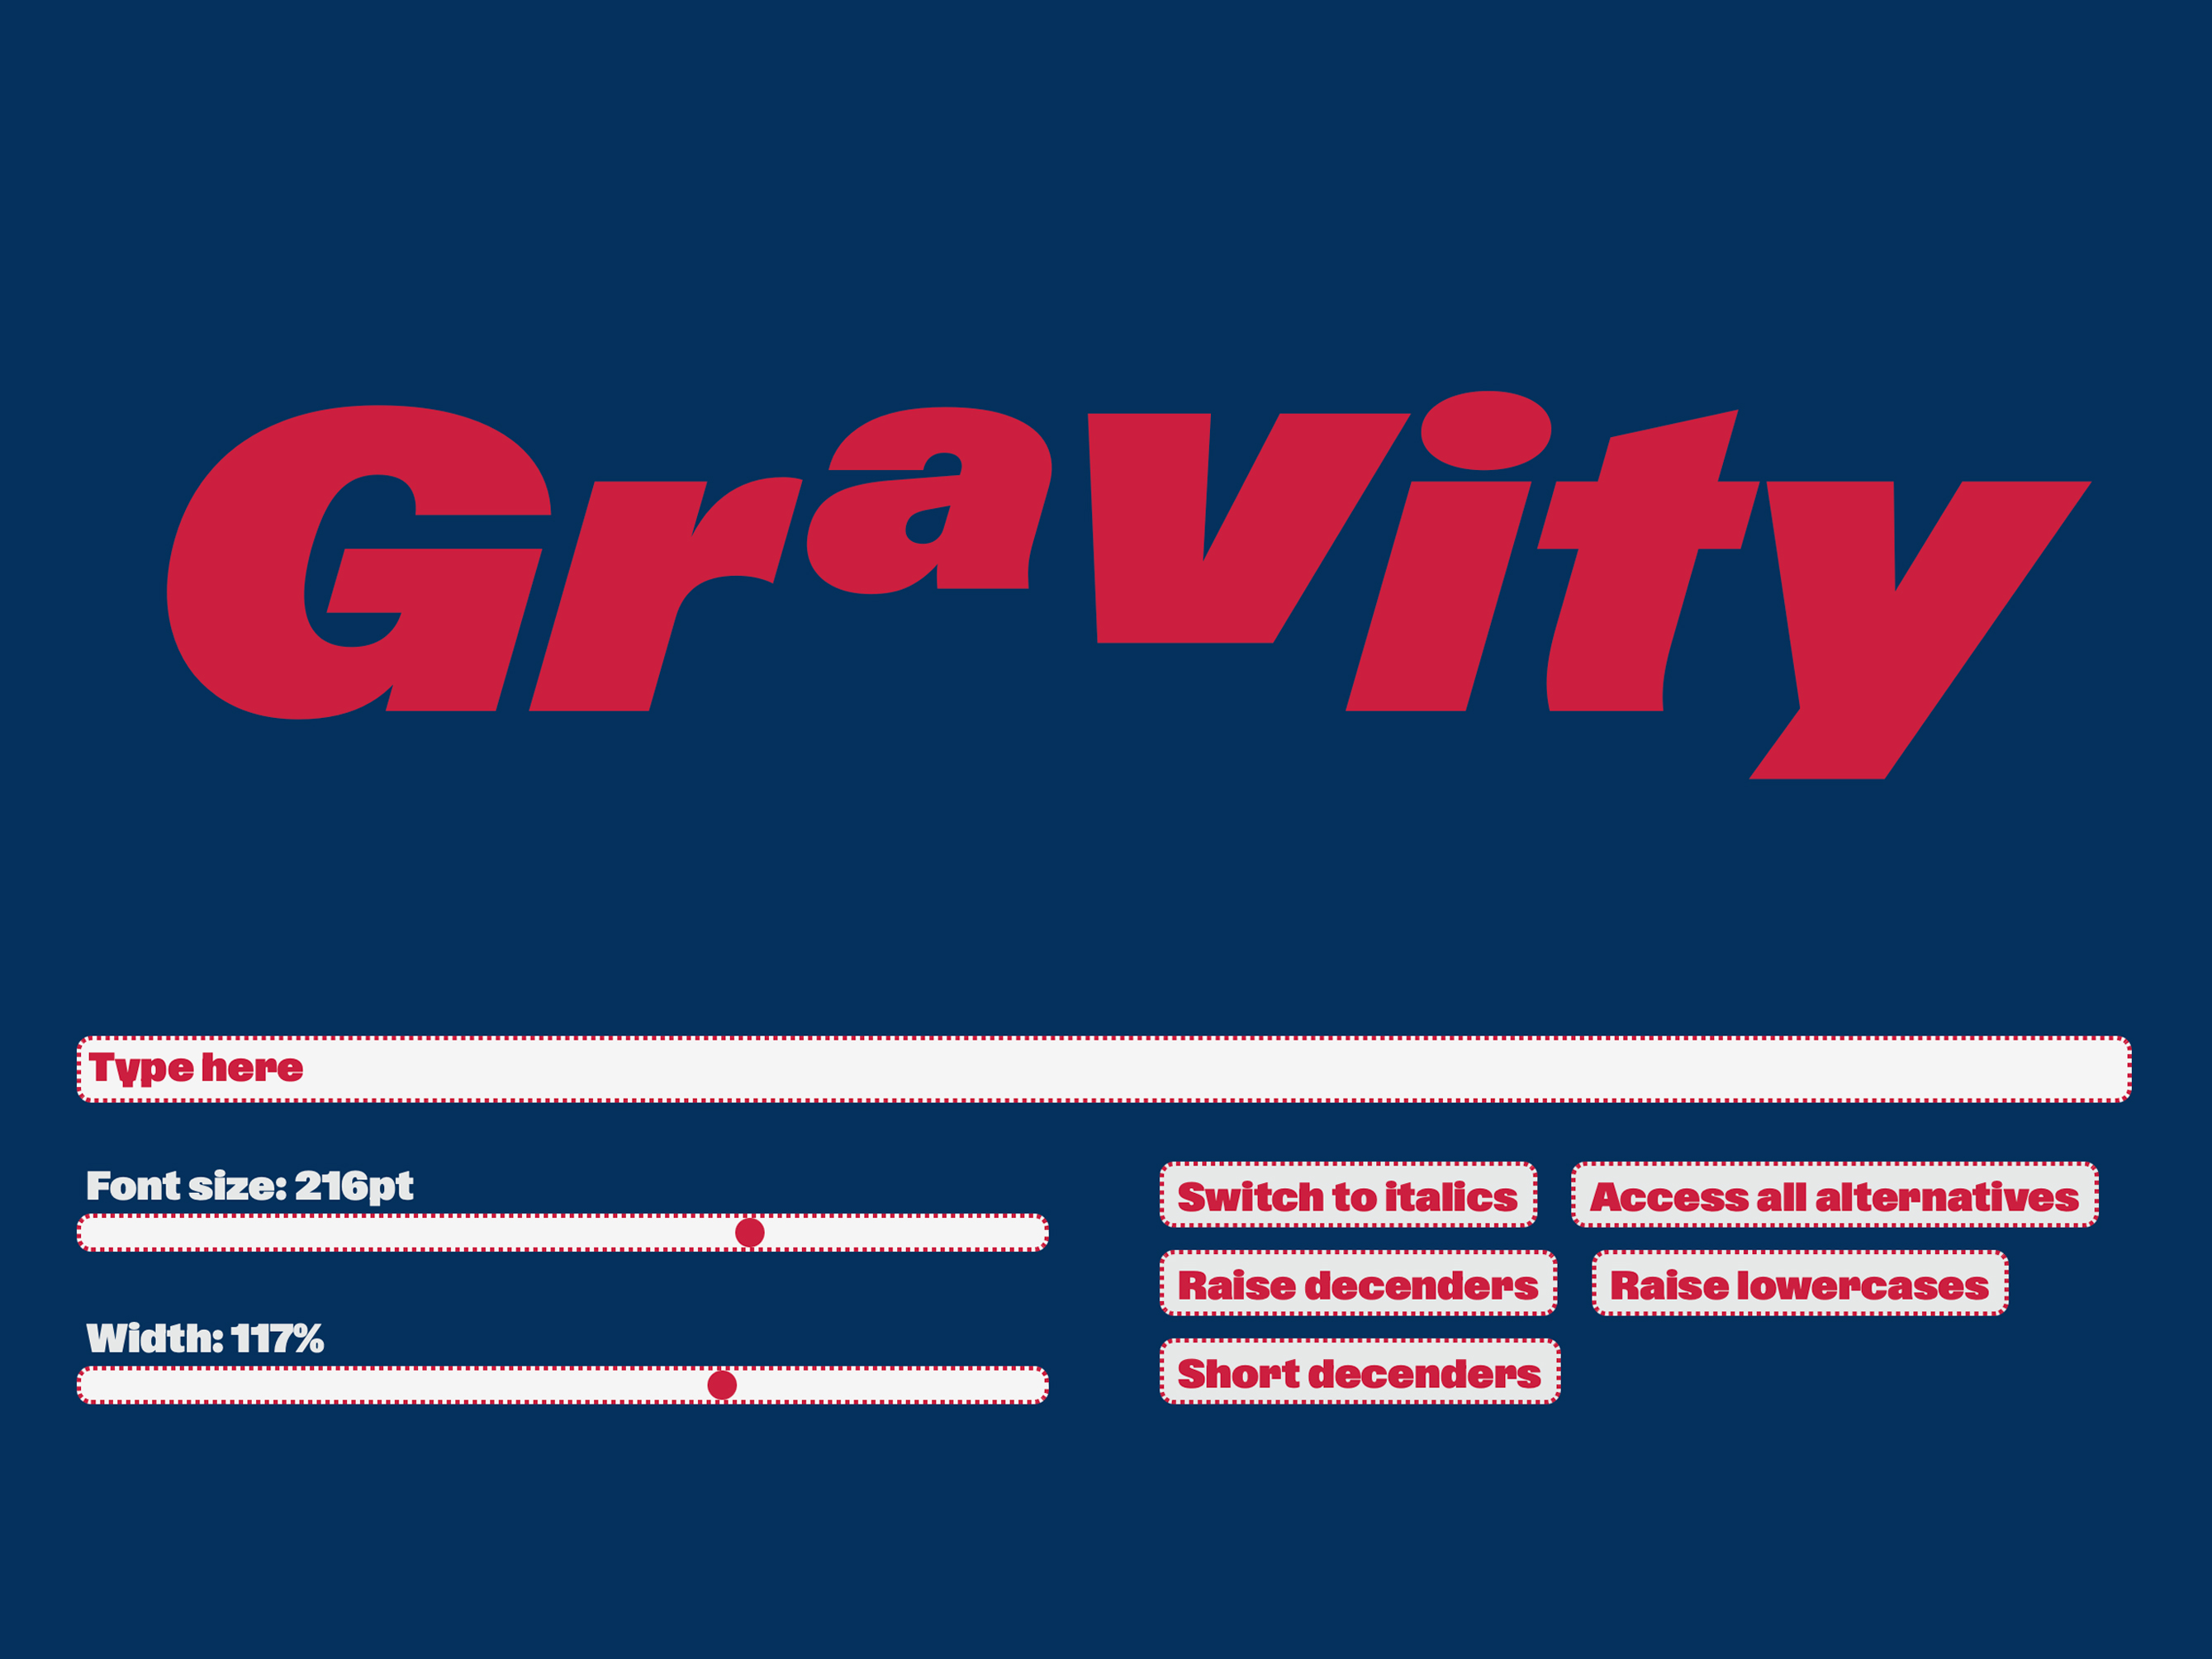 Gravity
Type here
Font size: 216pt
Width: 117%
Switch to italics
Access all alternatives
Raise decenders
Raise lowercases
Short decenders